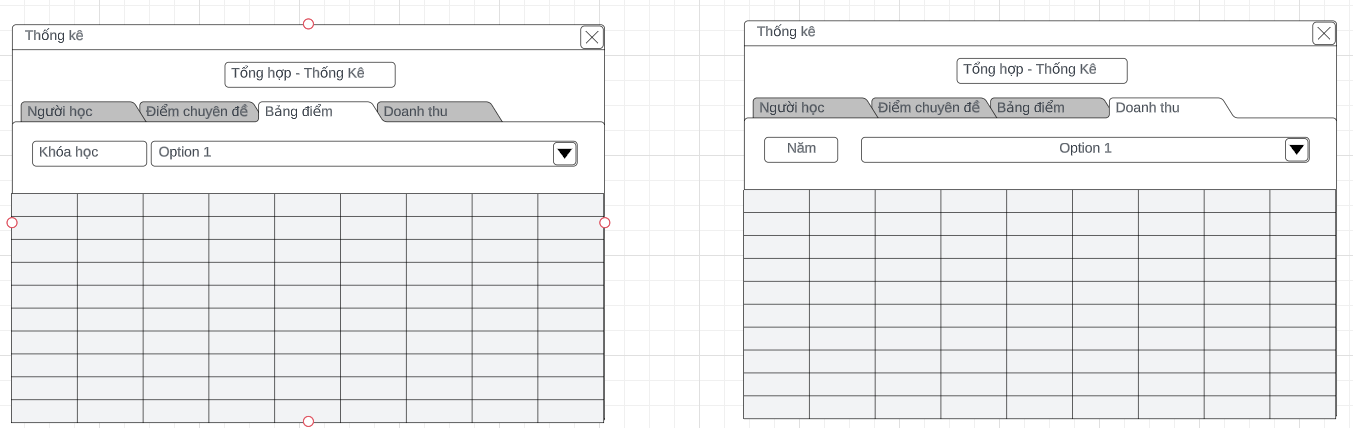 Thống kê
Tổng hợp - Thống Kê
Người học
Điểm chuyên đề
Bảng điểm
Doanh thu
Khóa học
Option 1
Thống kê
Tổng hợp - Thống Kê
Người học
Điểm chuyên đề
Bảng điểm
Doanh thu
Năm
Option 1